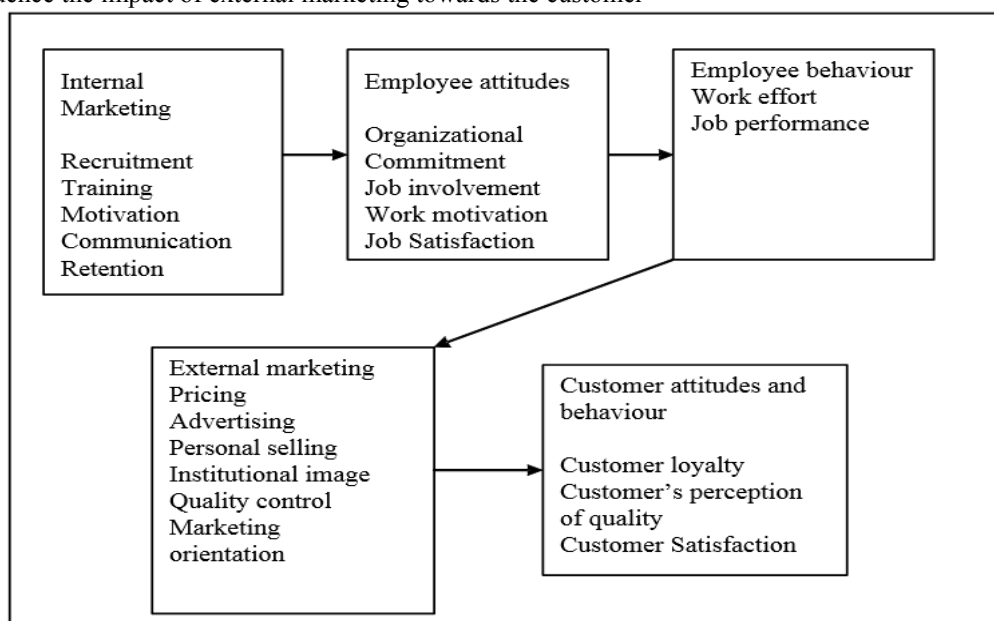 the impact of external marketing towards the customer
Internal
Marketing
Recruitment
Training
Motivation
Communication
Retention
Employee attitudes
Organizational
Commitment
Job involvement
Work motivation
Job Satisfaction
Employee behaviour
Work effort
Job performance
External marketing
Pricing
Advertising
Personal selling
Institutional image
Quality control
Marketing
orientation
Customer attitudes and
behaviour
Customer loyalty
Customer’s perception
of quality
Customer Satisfaction